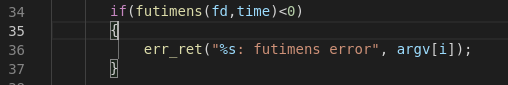 34 if(futimens(fd,time)<0)
35 {
36 err_ret("%s: futimens error", argv[i]);
37 }